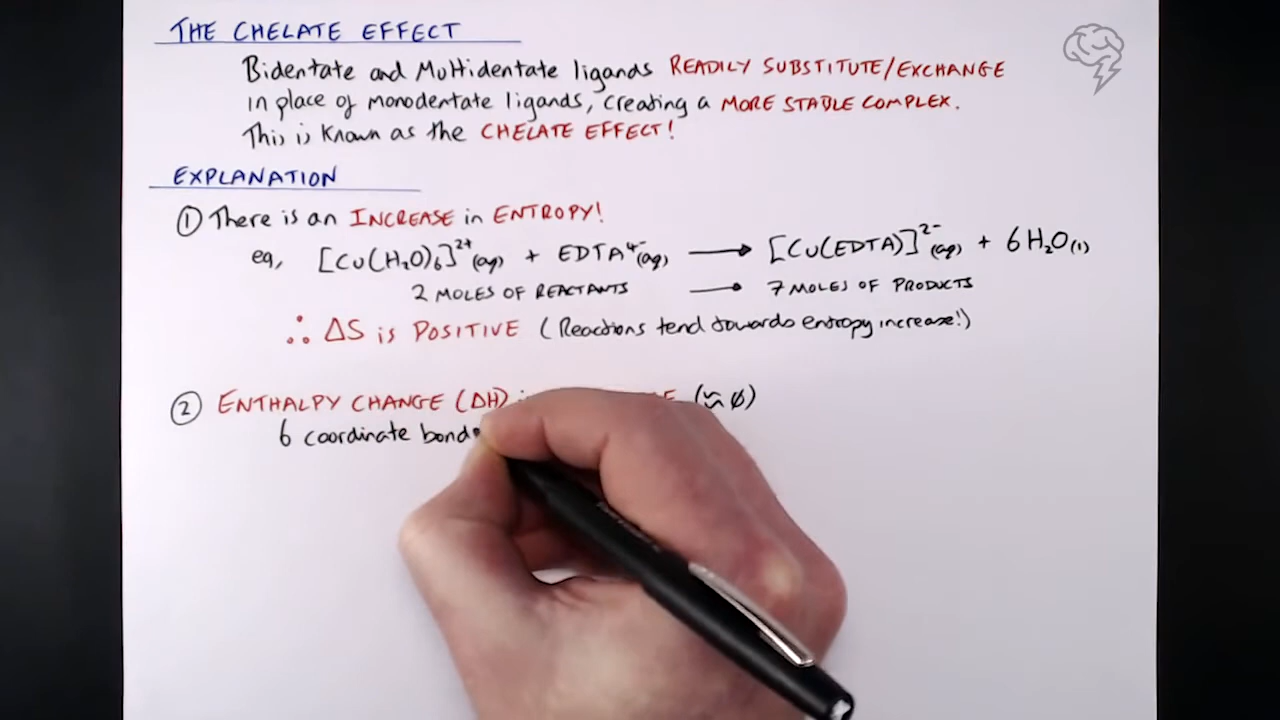 THE CHELATE EFFECT
Bidentate and Multidentate ligands READILY SUBSTITUTE/EXCHANGE
in place of monodentate ligands, creating a MORE STABLE COMPLEX.
This is known as the CHELATE EFFECT!
EXPLANATION
① There is an INCREASE in ENTROPY!
eg, [Cu(H₂O)₆]²⁺(aq) + EDTA⁴⁻(aq) ⟶ [Cu(EDTA)]²⁻(aq) + 6H₂O(l)
2 MOLES OF REACTANTS ⟶ 7 MOLES OF PRODUCTS
∴ ΔS is POSITIVE (Reactions tend towards entropy increase!)
② ENTHALPY CHANGE (ΔH) (≈ 0)
6 coordinate bond